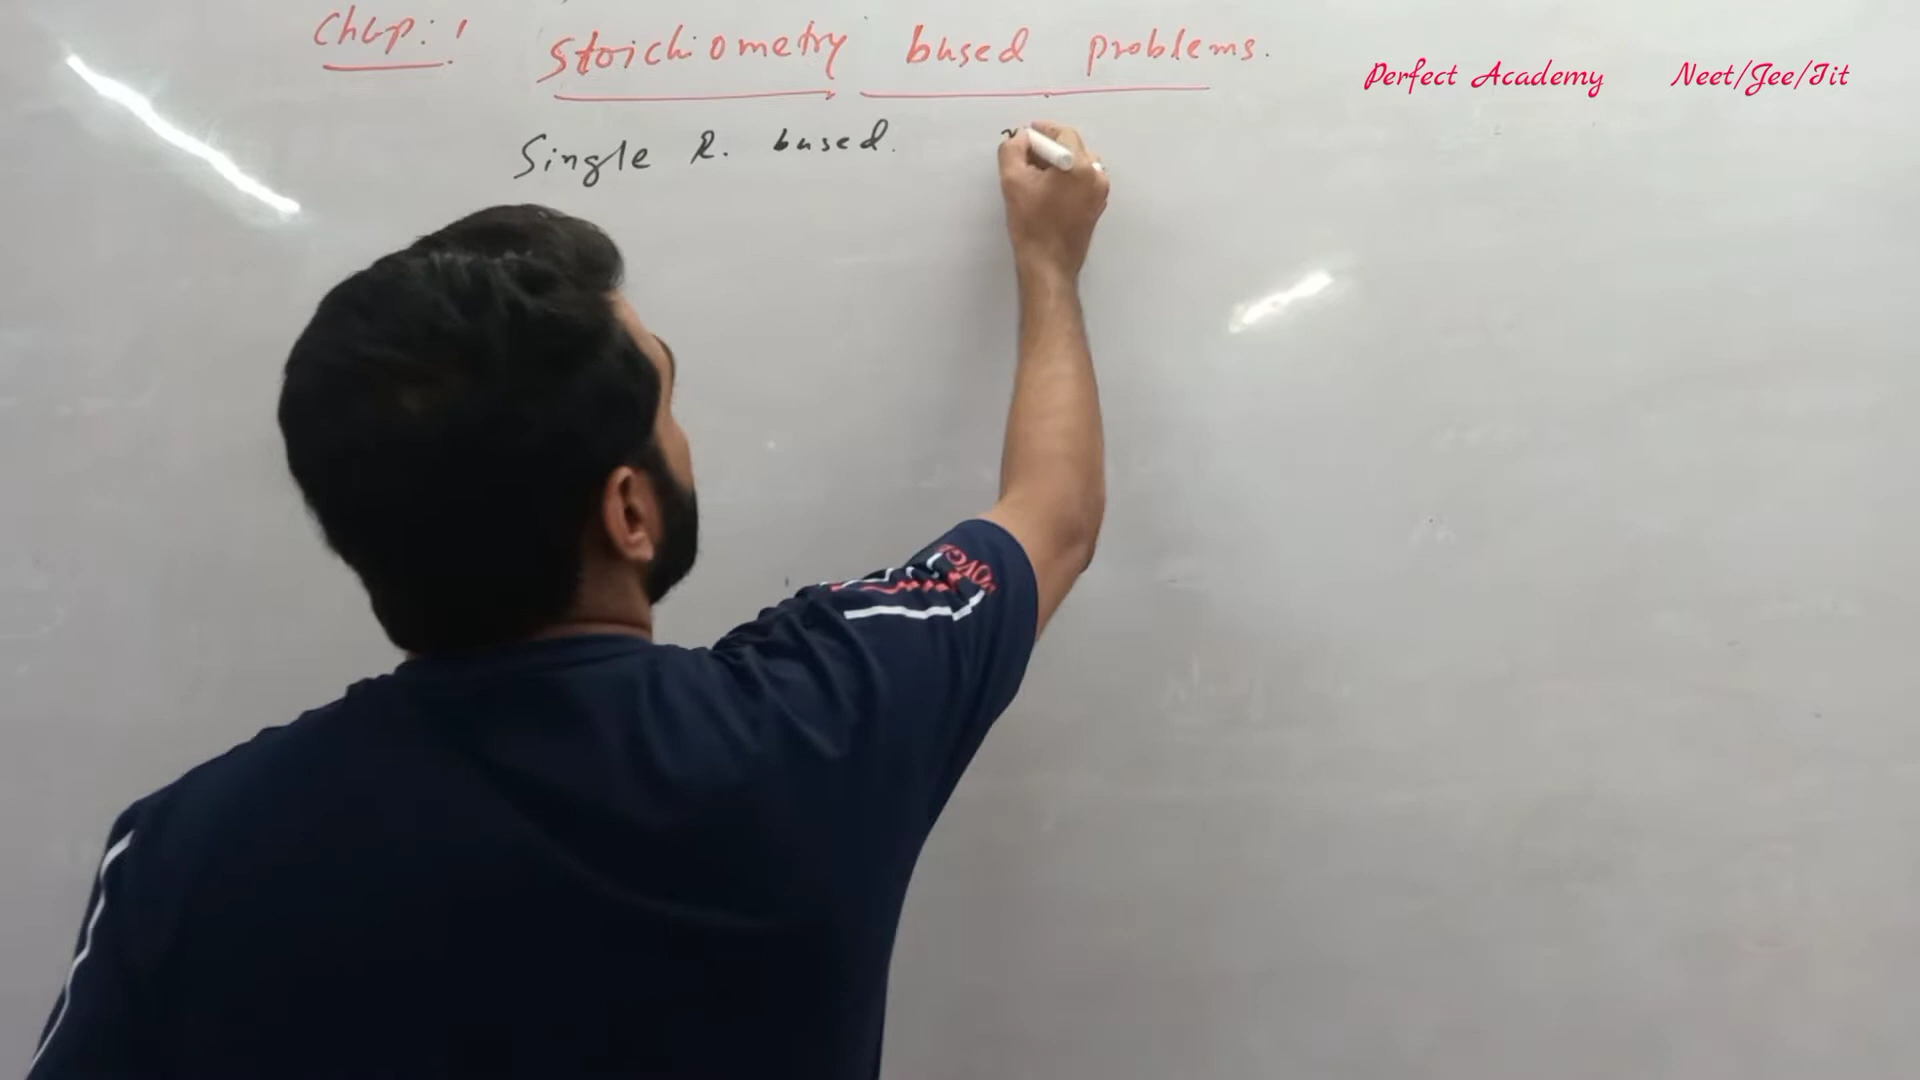 Chap: 1 Stoichiometry based problems.
Perfect Academy Neet/Jee/Iit
Single R. based.